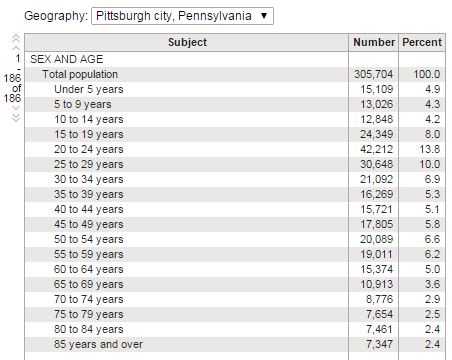 Geography: Pittsburgh city, Pennsylvania ▼
Subject Number Percent
1 - 186 of 186
SEX AND AGE
Total population 305,704 100.0
Under 5 years 15,109 4.9
5 to 9 years 13,026 4.3
10 to 14 years 12,848 4.2
15 to 19 years 24,349 8.0
20 to 24 years 42,212 13.8
25 to 29 years 30,648 10.0
30 to 34 years 21,092 6.9
35 to 39 years 16,269 5.3
40 to 44 years 15,721 5.1
45 to 49 years 17,805 5.8
50 to 54 years 20,089 6.6
55 to 59 years 19,011 6.2
60 to 64 years 15,374 5.0
65 to 69 years 10,913 3.6
70 to 74 years 8,776 2.9
75 to 79 years 7,654 2.5
80 to 84 years 7,461 2.4
85 years and over 7,347 2.4